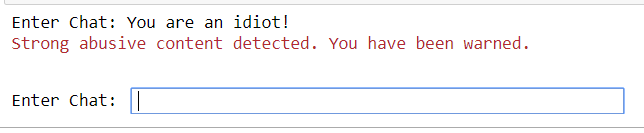 Enter Chat: You are an idiot!
Strong abusive content detected. You have been warned.
Enter Chat: